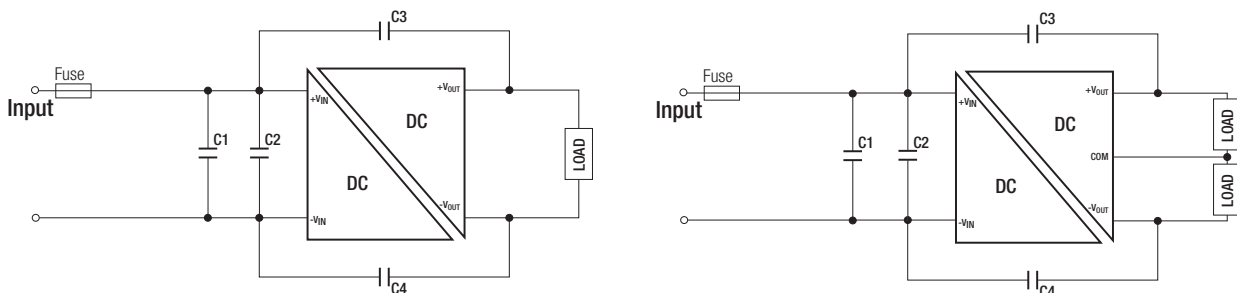 C3
Fuse
Input
+VIN
+VOUT
DC
C1
C2
LOAD
DC
-VIN
-VOUT
C4
C3
Fuse
Input
+VIN
+VOUT
DC
LOAD
C1
C2
COM
DC
LOAD
-VIN
-VOUT
C4